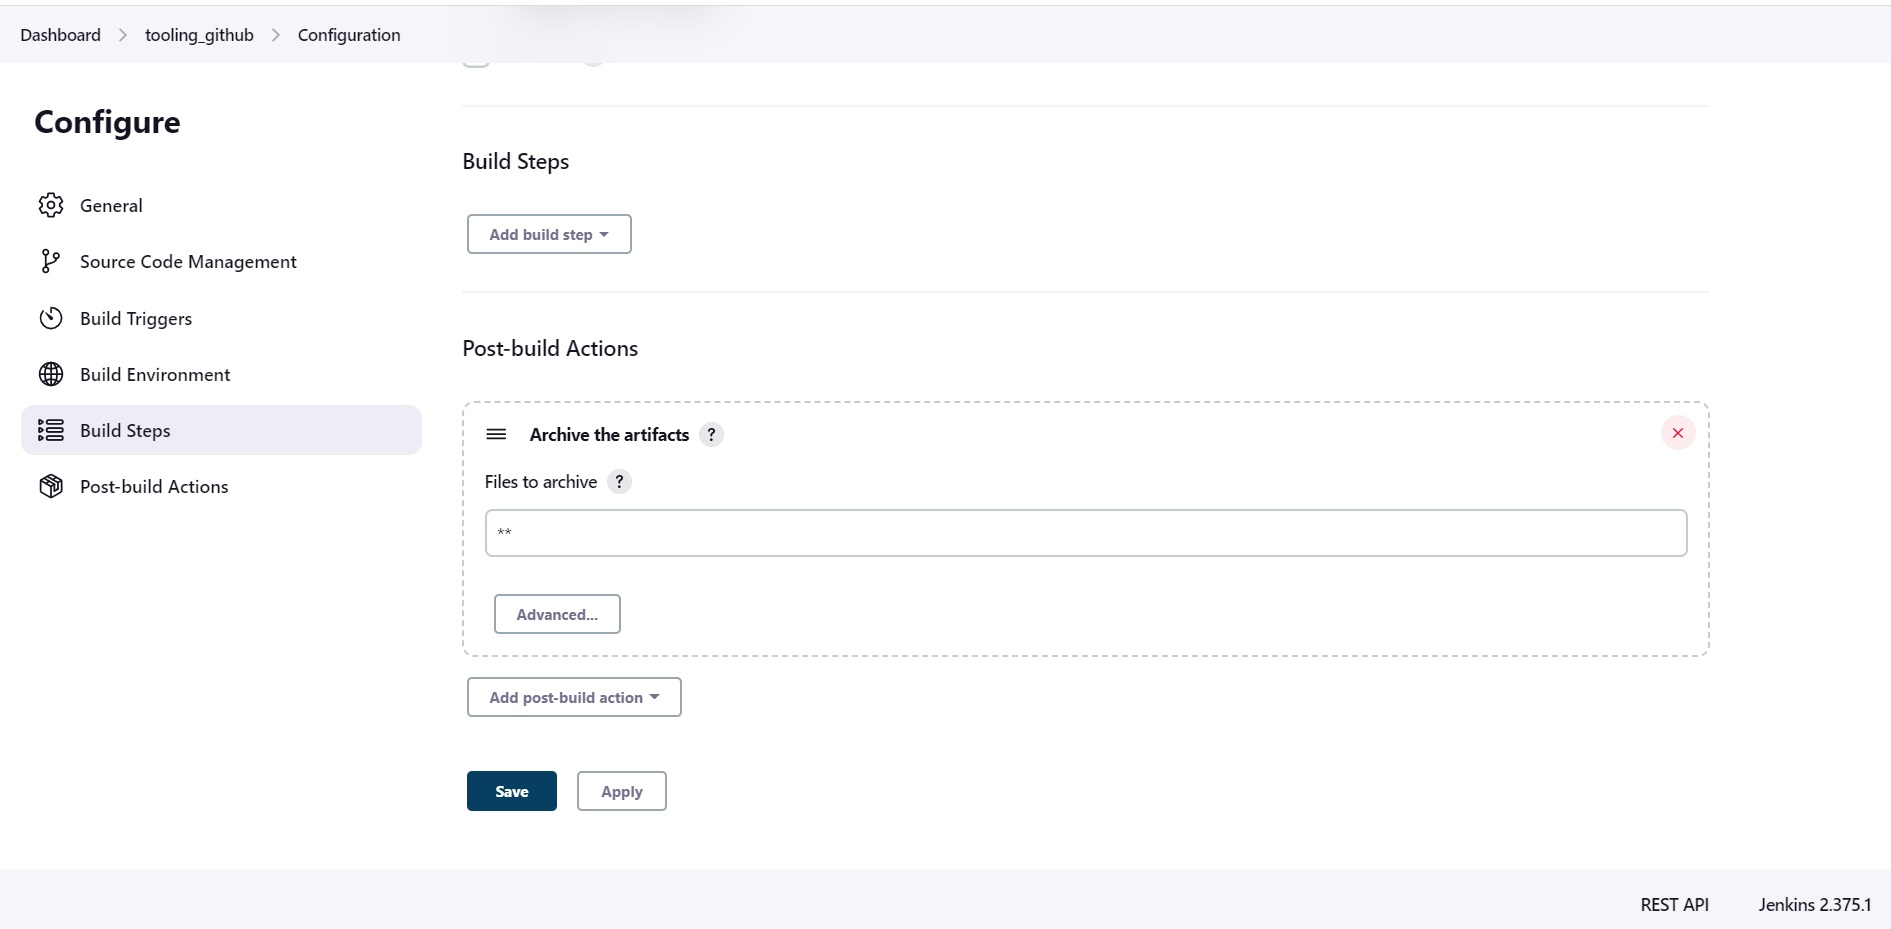 Dashboard > tooling_github > Configuration
Configure
General
Source Code Management
Build Triggers
Build Environment
Build Steps
Post-build Actions
Build Steps
Add build step
Post-build Actions
Archive the artifacts ?
Files to archive ?
**
Advanced...
Add post-build action
Save Apply
REST API Jenkins 2.375.1